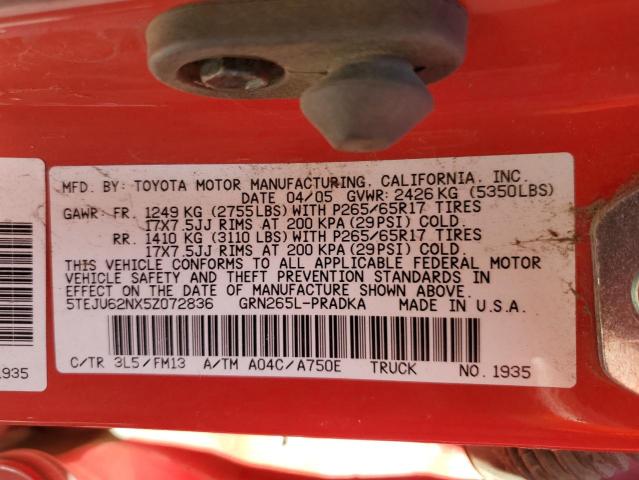 MFD. BY: TOYOTA MOTOR MANUFACTURING, CALIFORNIA, INC.
DATE 04/05 GVWR: 2426 KG (5350LBS)
GAWR: FR. 1249 KG (2755LBS) WITH P265/65R17 TIRES
17X7.5JJ RIMS AT 200 KPA (29 PSI) COLD.
RR. 1410 KG (3110 LBS) WITH P265/65R17 TIRES
17X7.5JJ RIMS AT 200 KPA (29PSI) COLD.
THIS VEHICLE CONFORMS TO ALL APPLICABLE FEDERAL MOTOR
VEHICLE SAFETY AND THEFT PREVENTION STANDARDS IN
EFFECT ON THE DATE OF MANUFACTURE SHOWN ABOVE.
5TEJU62NX5Z072836 GRN265L-PRADKA MADE IN U.S.A.
C/TR 3L5/FM13 A/TM A04C/A750E TRUCK NO. 1935
1935